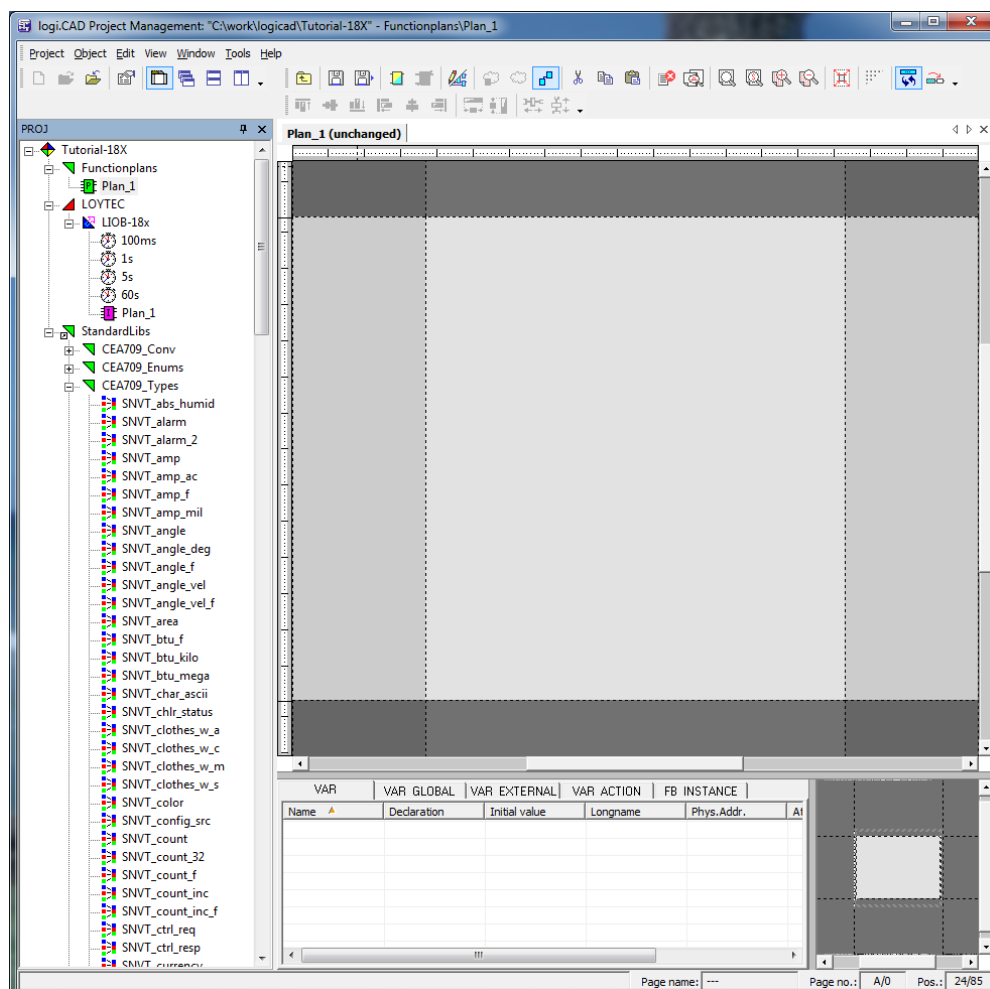 logi.CAD Project Management: "C:\work\logicad\Tutorial-18X" - Functionplans\Plan_1
Project Object Edit View Window Tools Help
PROJ
Plan_1 (unchanged)
Tutorial-18X
Functionplans
Plan_1
LOYTEC
LIOB-18x
100ms
1s
5s
60s
Plan_1
StandardLibs
CEA709_Conv
CEA709_Enums
CEA709_Types
SNVT_abs_humid
SNVT_alarm
SNVT_alarm_2
SNVT_amp
SNVT_amp_ac
SNVT_amp_f
SNVT_amp_mil
SNVT_angle
SNVT_angle_deg
SNVT_angle_f
SNVT_angle_vel
SNVT_angle_vel_f
SNVT_area
SNVT_btu_f
SNVT_btu_kilo
SNVT_btu_mega
SNVT_char_ascii
SNVT_chlr_status
SNVT_clothes_w_a
SNVT_clothes_w_c
SNVT_clothes_w_m
SNVT_clothes_w_s
SNVT_color
SNVT_config_src
SNVT_count
SNVT_count_32
SNVT_count_f
SNVT_count_inc
SNVT_count_inc_f
SNVT_ctrl_req
SNVT_ctrl_resp
SNVT_currency
VAR VAR GLOBAL VAR EXTERNAL VAR ACTION FB INSTANCE
Name Declaration Initial value Longname Phys.Addr.
Page name: --- Page no.: A/0 Pos.: 24/85